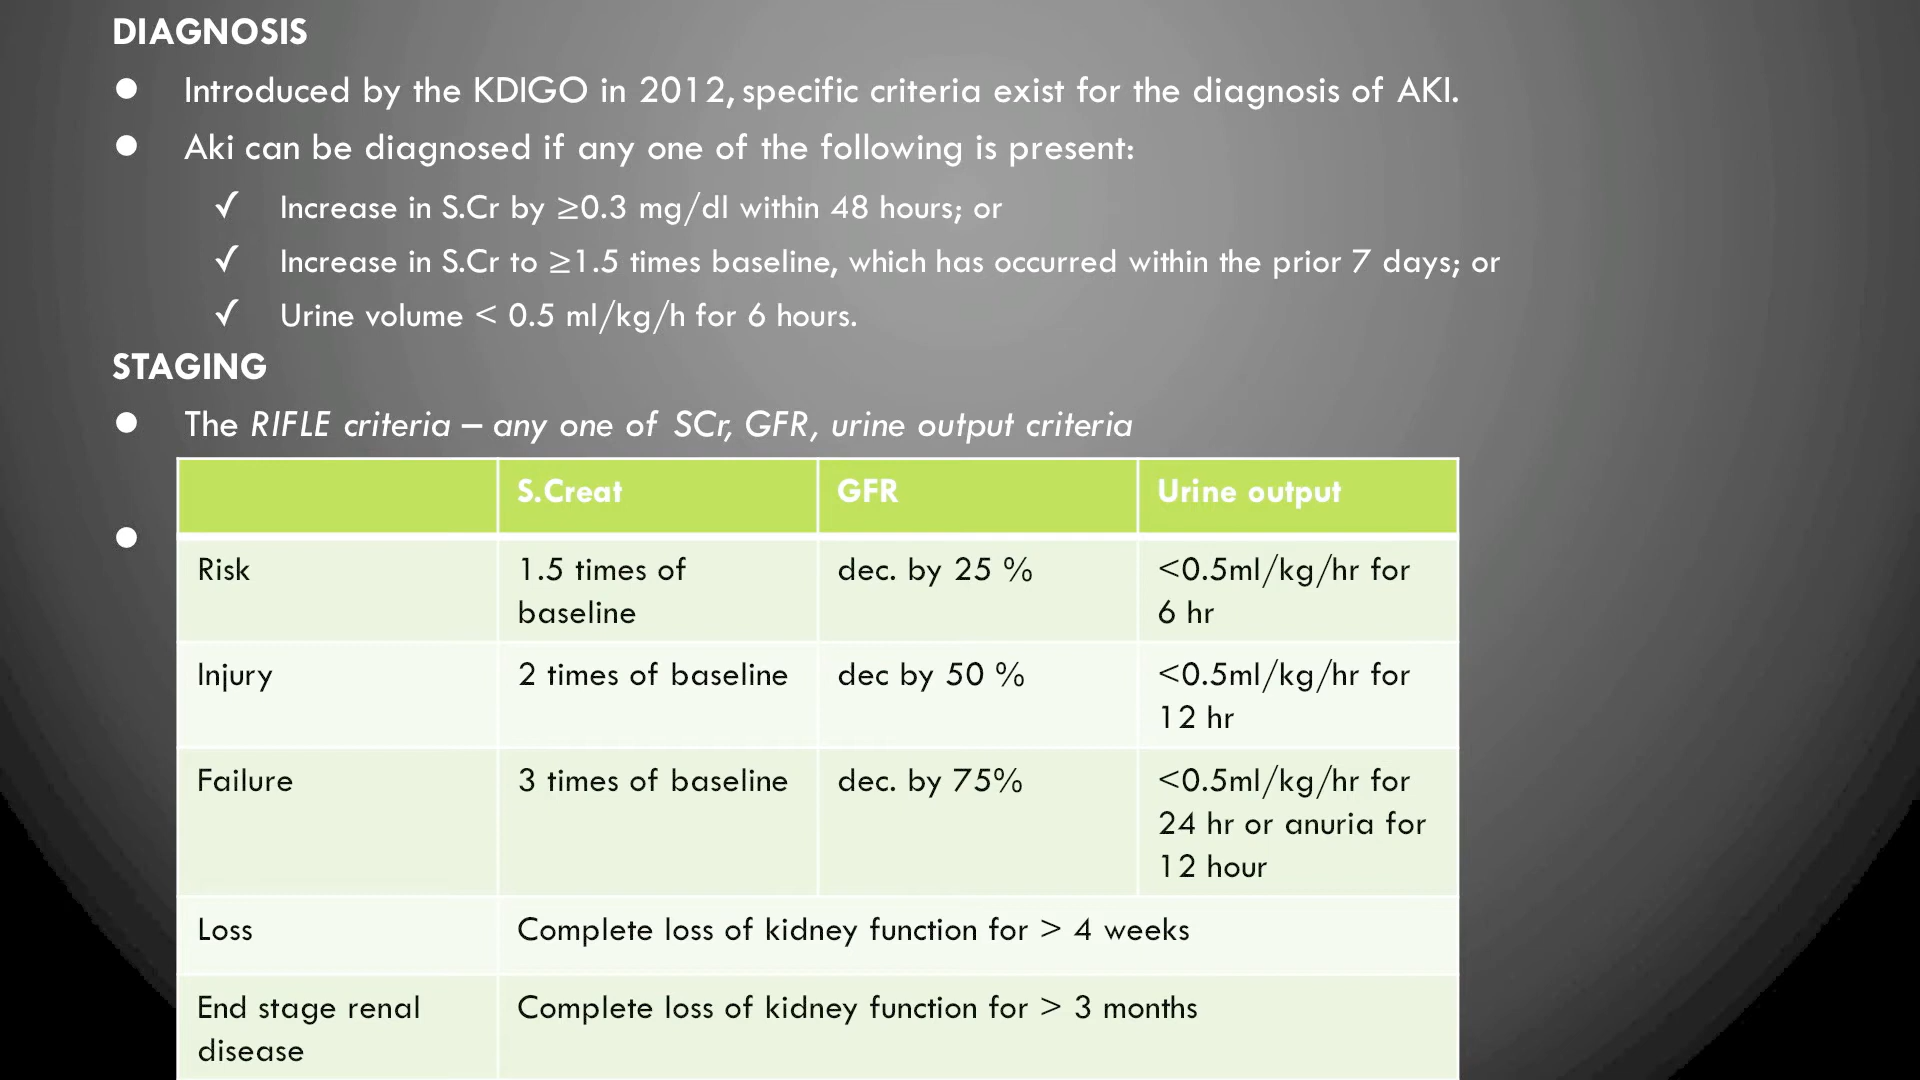 DIAGNOSIS
● Introduced by the KDIGO in 2012, specific criteria exist for the diagnosis of AKI.
● Aki can be diagnosed if any one of the following is present:
✓ Increase in S.Cr by ≥0.3 mg/dl within 48 hours; or
✓ Increase in S.Cr to ≥1.5 times baseline, which has occurred within the prior 7 days; or
✓ Urine volume < 0.5 ml/kg/h for 6 hours.
STAGING
● The RIFLE criteria – any one of SCr, GFR, urine output criteria
S.Creat GFR Urine output
●
Risk 1.5 times of dec. by 25 % <0.5ml/kg/hr for
baseline 6 hr
Injury 2 times of baseline dec by 50 % <0.5ml/kg/hr for
12 hr
Failure 3 times of baseline dec. by 75% <0.5ml/kg/hr for
24 hr or anuria for
12 hour
Loss Complete loss of kidney function for > 4 weeks
End stage renal Complete loss of kidney function for > 3 months
disease